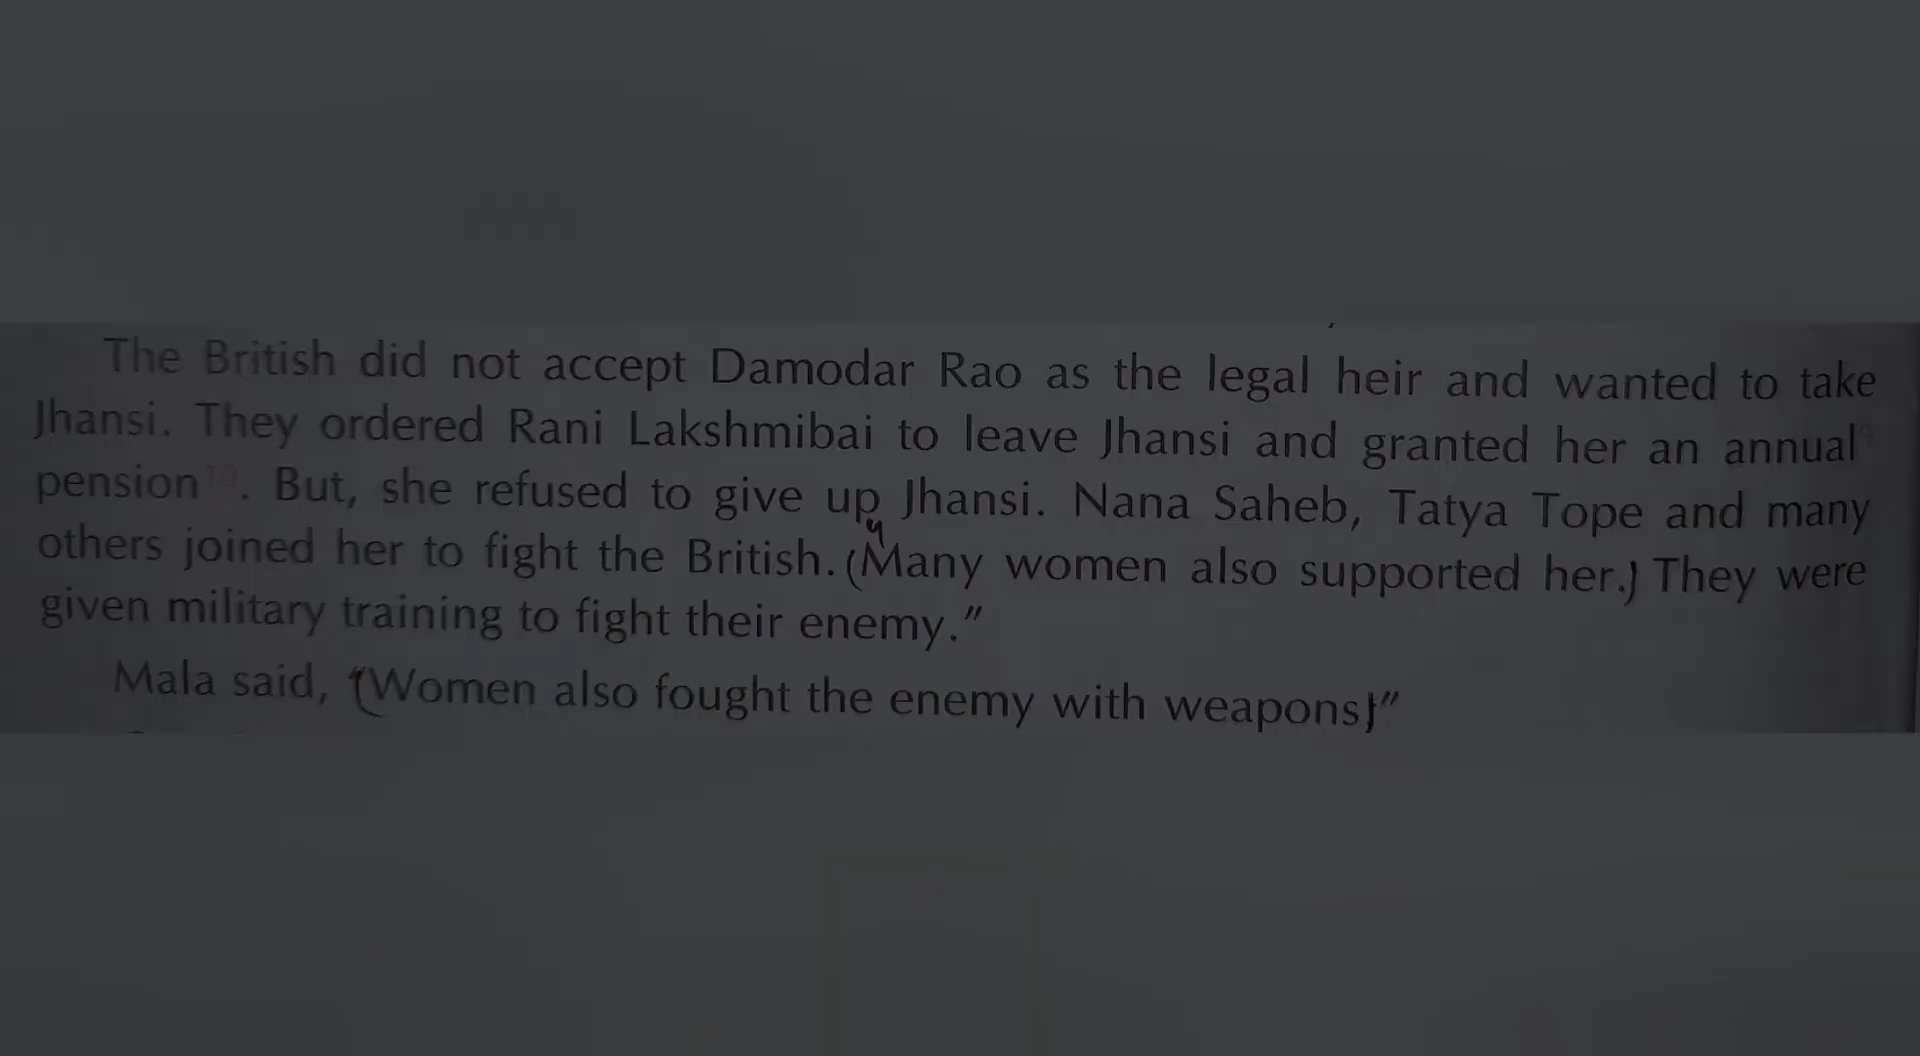 The British did not accept Damodar Rao as the legal heir and wanted to take
Jhansi. They ordered Rani Lakshmibai to leave Jhansi and granted her an annual
pension. But, she refused to give up Jhansi. Nana Saheb, Tatya Tope and many
others joined her to fight the British. (Many women also supported her.) They were
given military training to fight their enemy."
Mala said, "(Women also fought the enemy with weapons)"